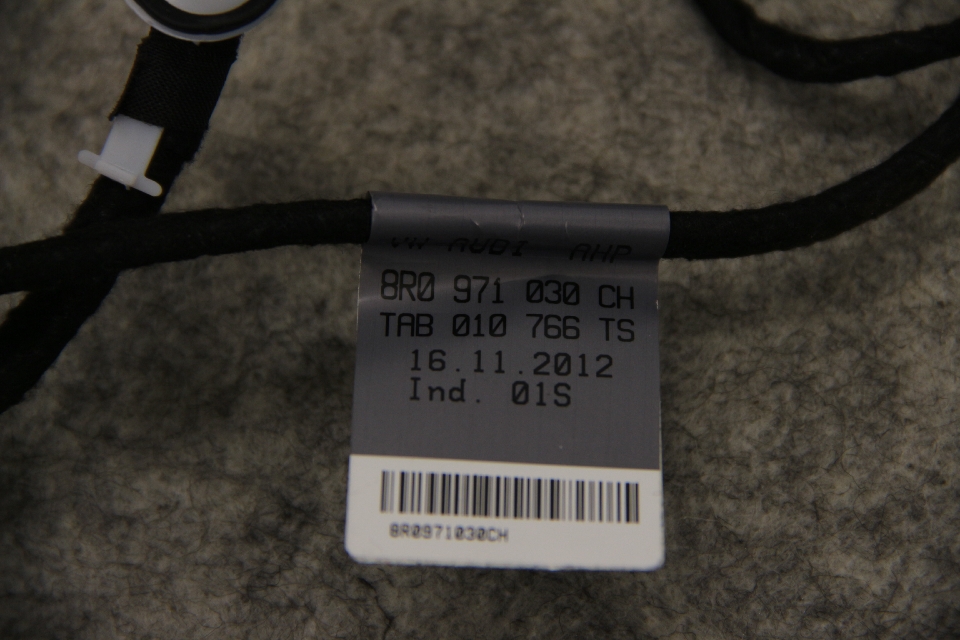 VW AUDI AHP
8R0 971 030 CH
TAB 010 766 TS
16.11.2012
Ind. 01S
8R0971030CH